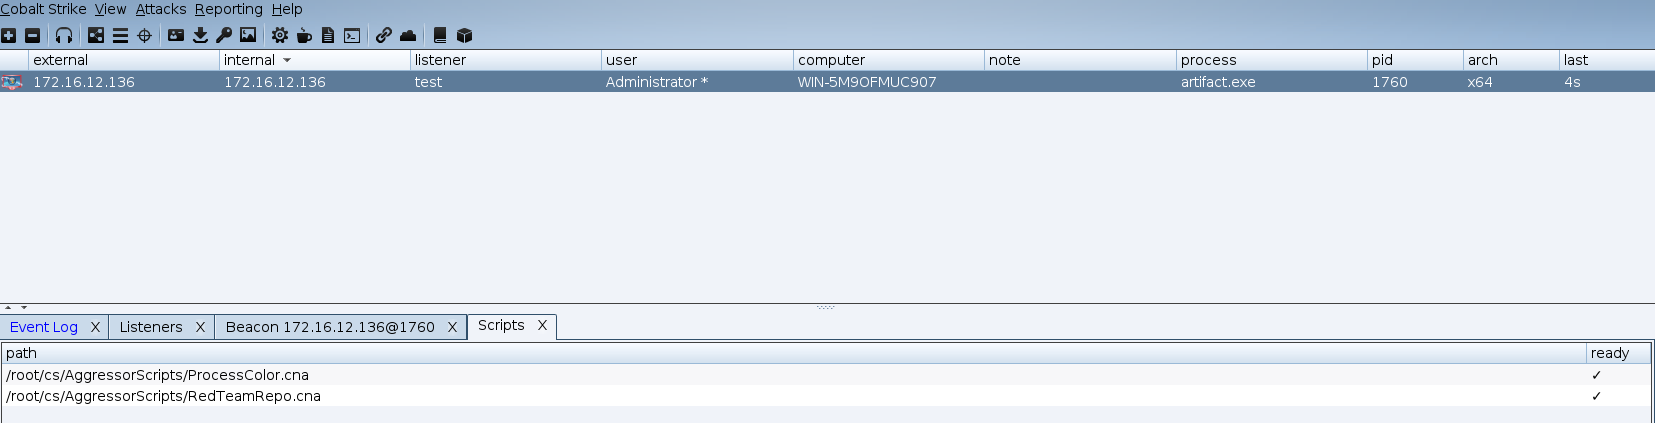 Cobalt Strike View Attacks Reporting Help
external internal listener user computer note process pid arch last
172.16.12.136 172.16.12.136 test Administrator * WIN-5M9OFMUC907 artifact.exe 1760 x64 4s
Event Log X Listeners X Beacon 172.16.12.136@1760 X Scripts X
path ready
/root/cs/AggressorScripts/ProcessColor.cna ✓
/root/cs/AggressorScripts/RedTeamRepo.cna ✓